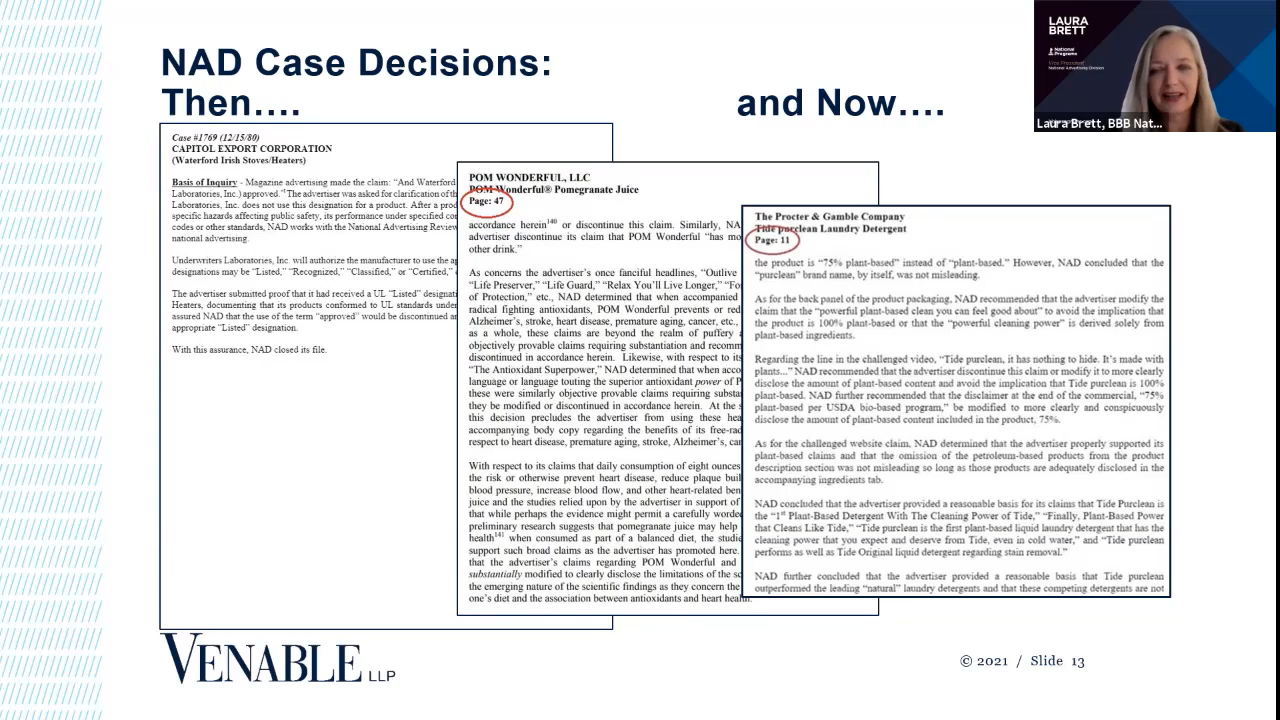 NAD Case Decisions:
Then….
and Now….
Case #1769 (12/15/80)
CAPITOL EXPORT CORPORATION
(Waterford Irish Stoves/Heaters)
Basis of Inquiry - Magazine advertising made the claim: “And Waterford
Laboratories, Inc.) approved.” The advertiser was asked for clarification of th
Laboratories, Inc. does not use this designation for a product. After a prod
specific hazards affecting public safety, its performance under specified con
codes or other standards, NAD works with the National Advertising Review
national advertising.
Underwriters Laboratories, Inc. will authorize the manufacturer to use the ap
designations may be “Listed,” “Recognized,” “Classified,” or “Certified,”
The advertiser submitted proof that it had received a UL “Listed” designati
Heaters, documenting that its products conformed to UL standards under
assured NAD that the use of the term “approved” would be discontinued an
appropriate “Listed” designation.
With this assurance, NAD closed its file.
POM WONDERFUL, LLC
POM Wonderful® Pomegranate Juice
Page: 47
accordance herein140 or discontinue this claim. Similarly, NA
advertiser discontinue its claim that POM Wonderful “has mo
other drink.”
As concerns the advertiser's once fanciful headlines, “Outlive
“Life Preserver,” “Life Guard,” “Relax You'll Live Longer,” “Fo
of Protection,” etc., NAD determined that when accompanied
radical fighting antioxidants, POM Wonderful prevents or red
Alzheimer's, stroke, heart disease, premature aging, cancer, etc.,
as a whole, these claims are beyond the realm of puffery a
objectively provable claims requiring substantiation and recomm
discontinued in accordance herein. Likewise, with respect to its
“The Antioxidant Superpower,” NAD determined that when acco
language or language touting the superior antioxidant power of P
these were similarly objective provable claims requiring substa
they be modified or discontinued in accordance herein. At the s
this decision precludes the advertiser from using these hea
accompanying body copy regarding the benefits of its free-rad
respect to heart disease, premature aging, stroke, Alzheimer's, can
With respect to its claims that daily consumption of eight ounces
the risk or otherwise prevent heart disease, reduce plaque buil
blood pressure, increase blood flow, and other heart-related ben
juice and the studies relied upon by the advertiser in support of
that while perhaps the evidence might permit a carefully worde
preliminary research suggests that pomegranate juice may help
health141 when consumed as part of a balanced diet, the studie
support such broad claims as the advertiser has promoted here.
that the advertiser's claims regarding POM Wonderful and
substantially modified to clearly disclose the limitations of the sc
the emerging nature of the scientific findings as they concern the
one's diet and the association between antioxidants and heart health.
The Procter & Gamble Company
Tide purclean Laundry Detergent
Page: 11
the product is “75% plant-based” instead of “plant-based.” However, NAD concluded that the
“purclean” brand name, by itself, was not misleading.
As for the back panel of the product packaging, NAD recommended that the advertiser modify the
claim that the “powerful plant-based clean you can feel good about” to avoid the implication that
the product is 100% plant-based or that the “powerful cleaning power” is derived solely from
plant-based ingredients.
Regarding the line in the challenged video, “Tide purclean, it has nothing to hide. It's made with
plants...” NAD recommended that the advertiser discontinue this claim or modify it to more clearly
disclose the amount of plant-based content and avoid the implication that Tide purclean is 100%
plant-based. NAD further recommended that the disclaimer at the end of the commercial, “75%
plant-based per USDA bio-based program,” be modified to more clearly and conspicuously
disclose the amount of plant-based content included in the product, 75%.
As for the challenged website claim, NAD determined that the advertiser properly supported its
plant-based claims and that the omission of the petroleum-based products from the product
description section was not misleading so long as those products are adequately disclosed in the
accompanying ingredients tab.
NAD concluded that the advertiser provided a reasonable basis for its claims that Tide Purclean is
the “1st Plant-Based Detergent With The Cleaning Power of Tide,” “Finally, Plant-Based Power
that Cleans Like Tide,” “Tide purclean is the first plant-based liquid laundry detergent that has the
cleaning power that you expect and deserve from Tide, even in cold water,” and “Tide purclean
performs as well as Tide Original liquid detergent regarding stain removal.”
NAD further concluded that the advertiser provided a reasonable basis that Tide purclean
outperformed the leading “natural” laundry detergents and that these competing detergents are not
VENABLE LLP
© 2021 / Slide 13
LAURA
BRETT
National
Programs
Vice President
National Advertising Division
Laura Brett, BBB Nat...